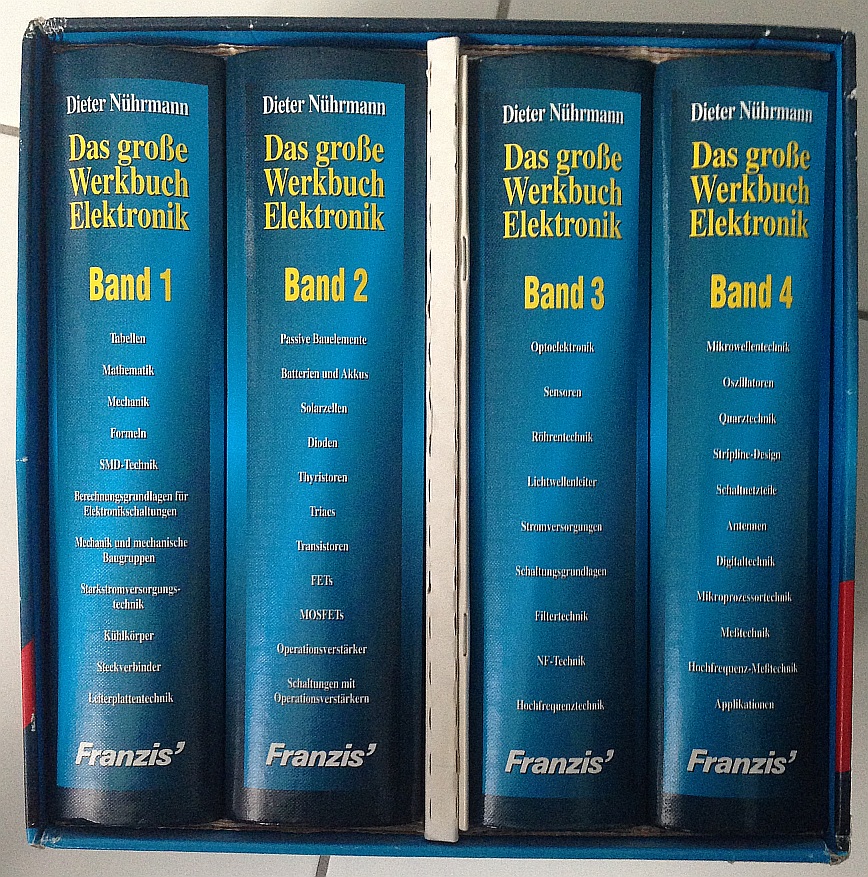 Dieter Nührmann
Das große
Werkbuch
Elektronik
Band 1
Tabellen
Mathematik
Mechanik
Formeln
SMD-Technik
Berechnungsgrundlagen für
Elektronikschaltungen
Mechanik und mechanische
Baugruppen
Starkstromversorgungs-
technik
Kühlkörper
Steckverbinder
Leiterplattentechnik
Franzis’
Dieter Nührmann
Das große
Werkbuch
Elektronik
Band 2
Passive Bauelemente
Batterien und Akkus
Solarzellen
Dioden
Thyristoren
Triacs
Transistoren
FETs
MOSFETs
Operationsverstärker
Schaltungen mit
Operationsverstärkern
Franzis’
Dieter Nührmann
Das große
Werkbuch
Elektronik
Band 3
Optoelektronik
Sensoren
Röhrentechnik
Lichtwellenleiter
Stromversorgungen
Schaltungsgrundlagen
Filtertechnik
NF-Technik
Hochfrequenztechnik
Franzis’
Dieter Nührmann
Das große
Werkbuch
Elektronik
Band 4
Mikrowellentechnik
Oszillatoren
Quarztechnik
Stripline-Design
Schaltnetzteile
Antennen
Digitaltechnik
Mikroprozessortechnik
Meßtechnik
Hochfrequenz-Meßtechnik
Applikationen
Franzis’